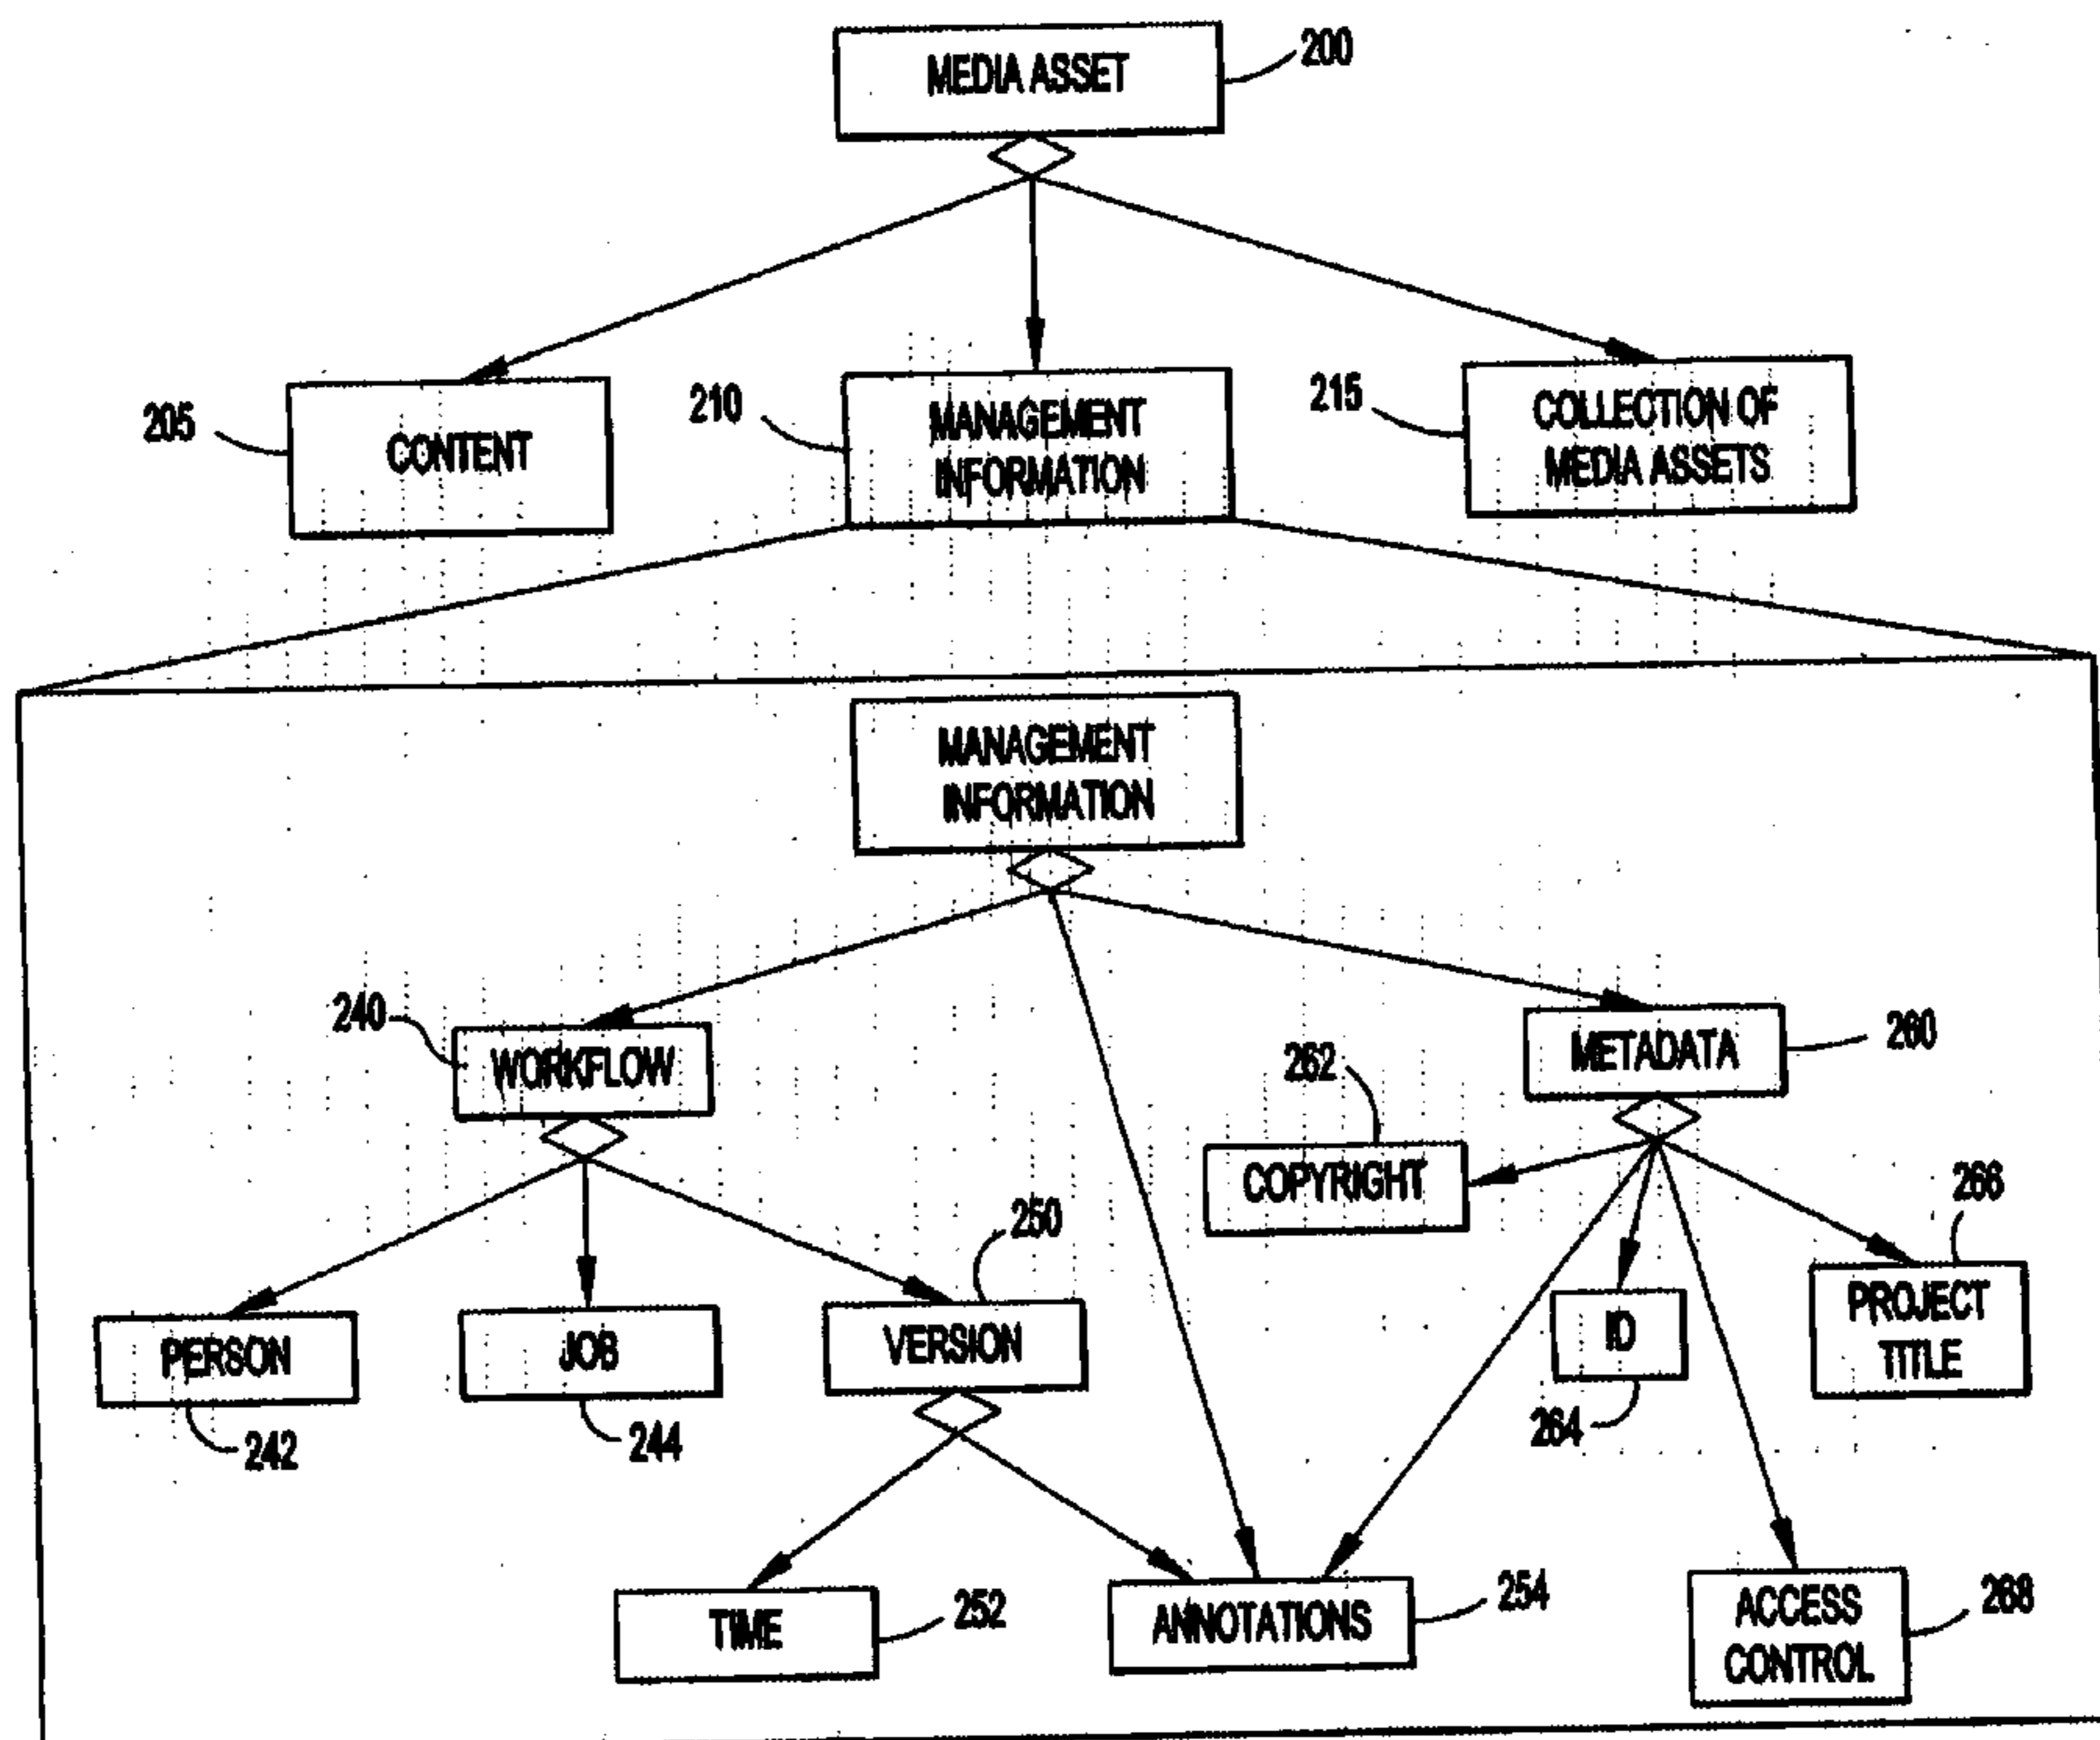 MEDIA ASSET
200
205
CONTENT
210
MANAGEMENT
INFORMATION
215
COLLECTION OF
MEDIA ASSETS
MANAGEMENT
INFORMATION
240
WORKFLOW
METADATA
260
262
COPYRIGHT
250
266
PERSON
242
JOB
244
VERSION
ID
264
PROJECT
TITLE
TIME
252
ANNOTATIONS
254
ACCESS
CONTROL
268